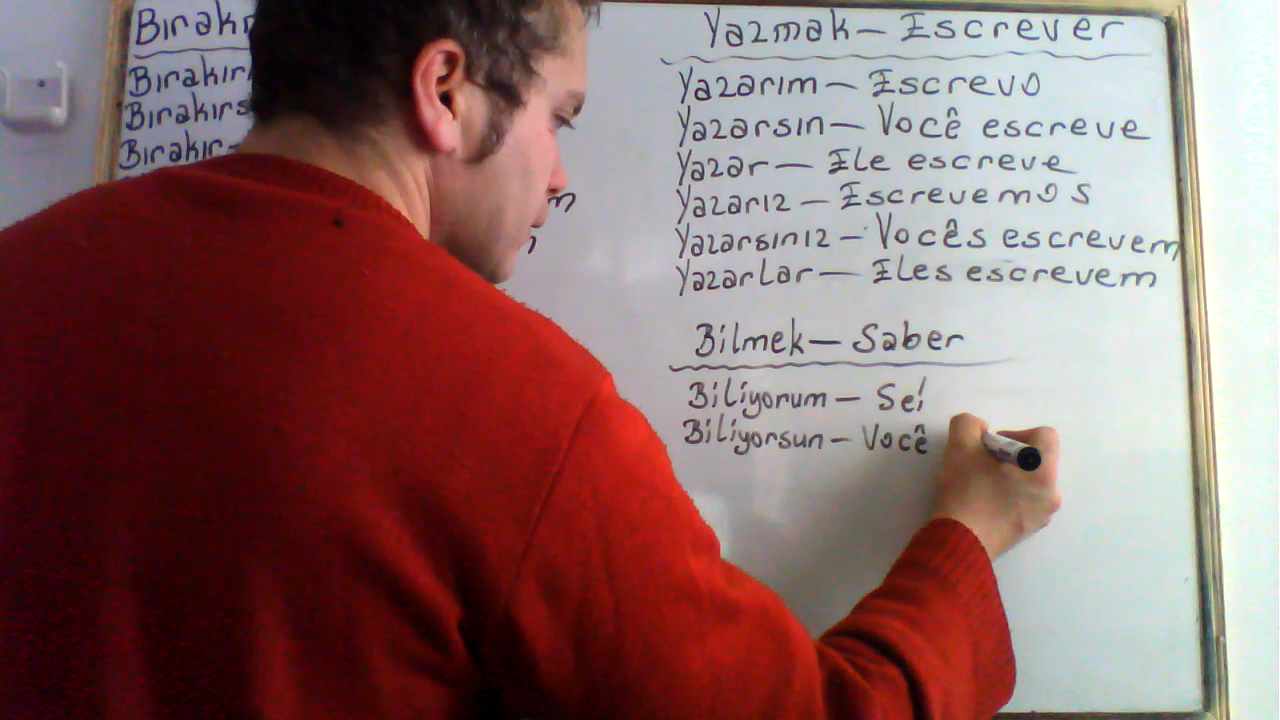 Yazmak – Escrever
Yazarım – Escrevo
Yazarsın – Você escreve
Yazar – Ele escreve
Yazarız – Escrevemos
Yazarsınız – Vocês escrevem
Yazarlar – Eles escrevem
Bilmek – Saber
Biliyorum – Sei
Biliyorsun – Você